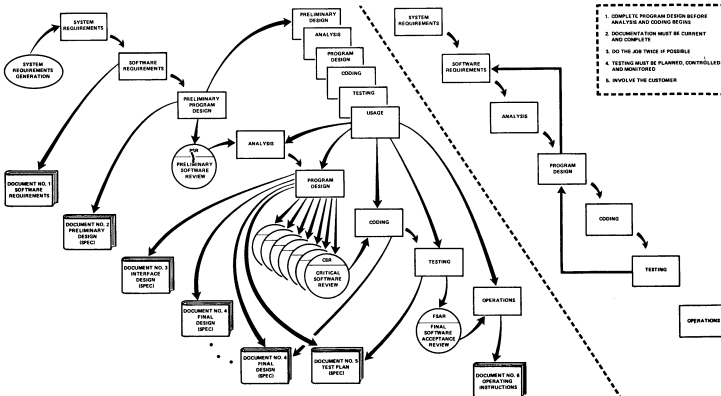 SYSTEM
REQUIREMENTS
SYSTEM
REQUIREMENTS
GENERATION
SOFTWARE
REQUIREMENTS
PRELIMINARY
PROGRAM
DESIGN
PSR
PRELIMINARY
SOFTWARE
REVIEW
ANALYSIS
PROGRAM
DESIGN
PRELIMINARY
DESIGN
ANALYSIS
PROGRAM
DESIGN
CODING
TESTING
USAGE
CODING
TESTING
OPERATIONS
CSR
CRITICAL
SOFTWARE
REVIEW
FSAR
FINAL
SOFTWARE
ACCEPTANCE
REVIEW
DOCUMENT NO. 1
SOFTWARE
REQUIREMENTS
DOCUMENT NO. 2
PRELIMINARY
DESIGN
(SPEC)
DOCUMENT NO. 3
INTERFACE
DESIGN
(SPEC)
DOCUMENT NO. 4
FINAL
DESIGN
(SPEC)
DOCUMENT NO. 4
FINAL
DESIGN
(SPEC)
DOCUMENT NO. 5
TEST PLAN
(SPEC)
DOCUMENT NO. 6
OPERATING
INSTRUCTIONS
SYSTEM
REQUIREMENTS
SOFTWARE
REQUIREMENTS
ANALYSIS
PROGRAM
DESIGN
CODING
TESTING
OPERATIONS
1. COMPLETE PROGRAM DESIGN BEFORE
ANALYSIS AND CODING BEGINS
2. DOCUMENTATION MUST BE CURRENT
AND COMPLETE
3. DO THE JOB TWICE IF POSSIBLE
4. TESTING MUST BE PLANNED, CONTROLLED
AND MONITORED
5. INVOLVE THE CUSTOMER